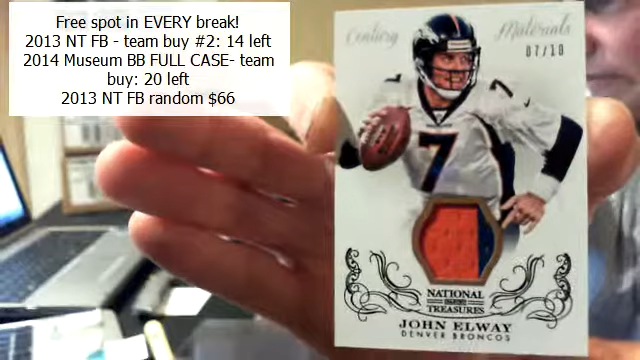 Free spot in EVERY break!
2013 NT FB - team buy #2: 14 left
2014 Museum BB FULL CASE- team
buy: 20 left
2013 NT FB random $66
Century Materials
07/10
7
7
NATIONAL
TREASURES
JOHN ELWAY
DENVER BRONCOS